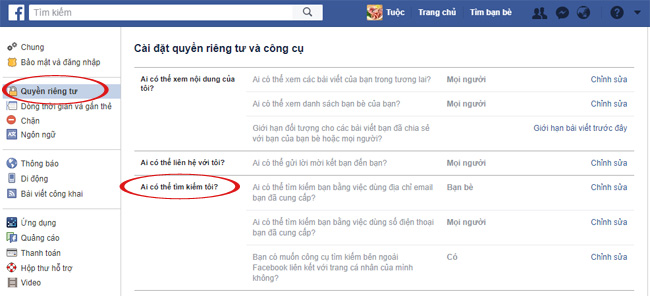 f Tìm kiếm Tuộc Trang chủ Tìm bạn bè
Chung
Bảo mật và đăng nhập
Quyền riêng tư
Dòng thời gian và gắn thẻ
Chặn
Ngôn ngữ
Thông báo
Di động
Bài viết công khai
Ứng dụng
Quảng cáo
Thanh toán
Hộp thư hỗ trợ
Video
Cài đặt quyền riêng tư và công cụ
Ai có thể xem nội dung của
tôi?
Ai có thể xem các bài viết của bạn trong tương lai? Mọi người Chỉnh sửa
Ai có thể xem danh sách bạn bè của bạn? Mọi người Chỉnh sửa
Giới hạn đối tượng cho các bài viết bạn đã chia sẻ Giới hạn bài viết trước đây
với bạn của bạn bè hoặc mọi người?
Ai có thể liên hệ với tôi? Ai có thể gửi lời mời kết bạn đến bạn? Mọi người Chỉnh sửa
Ai có thể tìm kiếm tôi? Ai có thể tìm kiếm bạn bằng việc dùng địa chỉ email Bạn bè Chỉnh sửa
bạn đã cung cấp?
Ai có thể tìm kiếm bạn bằng việc dùng số điện thoại Mọi người Chỉnh sửa
bạn đã cung cấp?
Bạn có muốn công cụ tìm kiếm bên ngoài Có Chỉnh sửa
Facebook liên kết với trang cá nhân của mình
không?